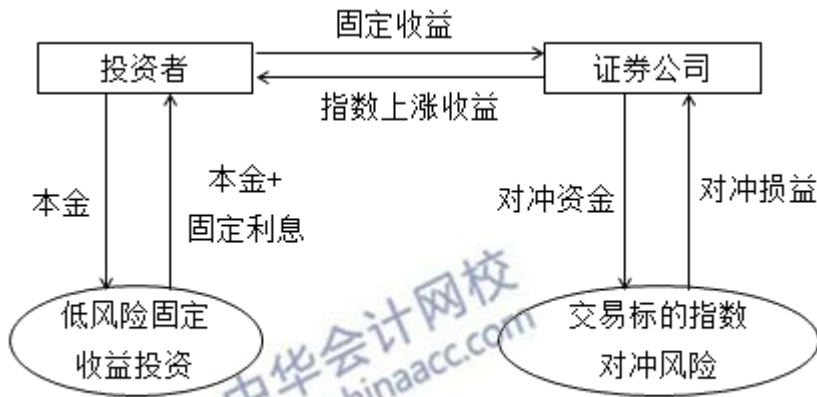 固定收益
投资者
证券公司
指数上涨收益
本金
本金+
固定利息
对冲资金
对冲损益
低风险固定
收益投资
交易标的指数
对冲风险
中华会计网校
chinaacc.com